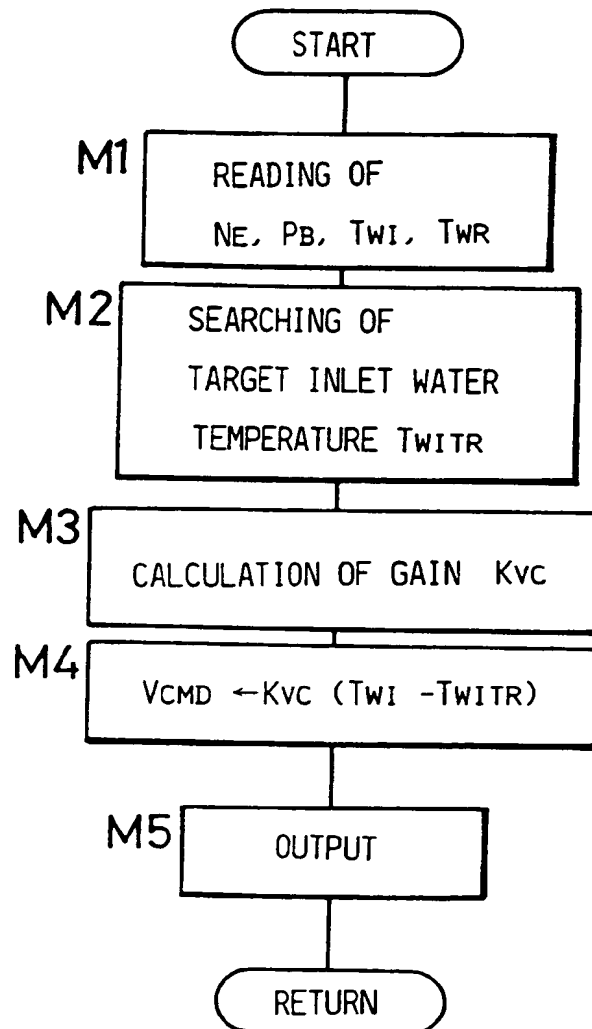 START
M1
READING OF
NE, PB, TWI, TWR
M2
SEARCHING OF
TARGET INLET WATER
TEMPERATURE TWITR
M3
CALCULATION OF GAIN KVC
M4
VCMD ←KVC (TWI -TWITR)
M5
OUTPUT
RETURN